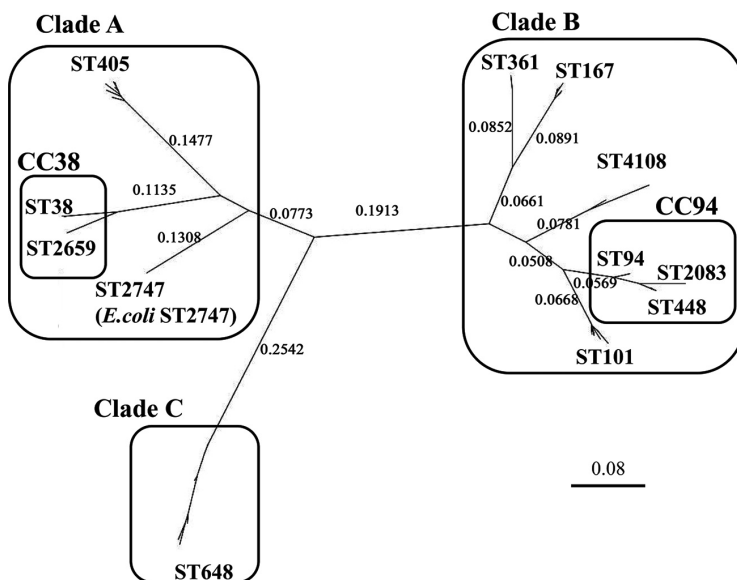 Clade A
ST405
0.1477
CC38
0.1135
ST38
ST2659
0.1308
ST2747
(E.coli ST2747)
0.0773
0.1913
0.2542
Clade B
ST361
ST167
0.0852
0.0891
ST4108
0.0661
0.0781
CC94
ST94
0.0508
0.0569
ST2083
ST448
0.0668
ST101
Clade C
ST648
0.08